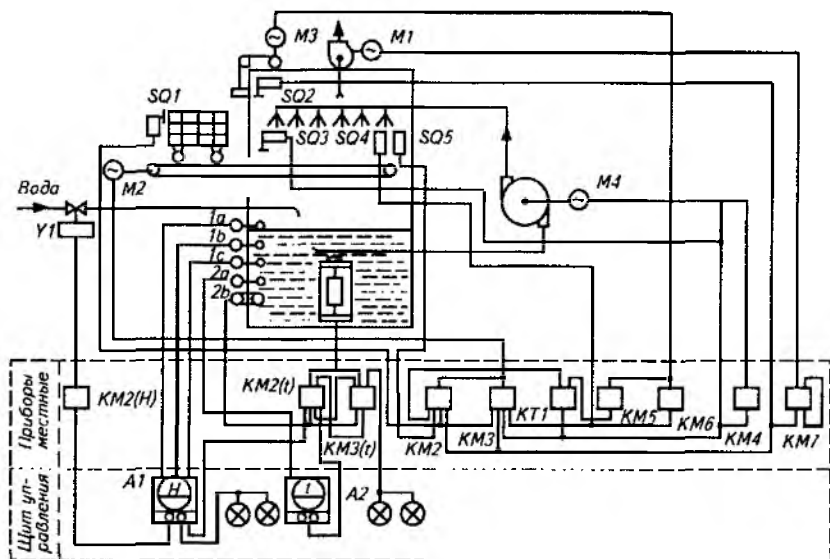 M3
M1
SQ1
SQ2
SQ3 SQ4
SQ5
M2
M4
Вода
Y1
1a
1b
1c
2a
2b
Приборы местные
KM2(H)
KM2(t)
KM3(t)
KM2
KM3
KT1
KM5
KM6
KM4
KM7
Щит управления
A1
H
t
A2